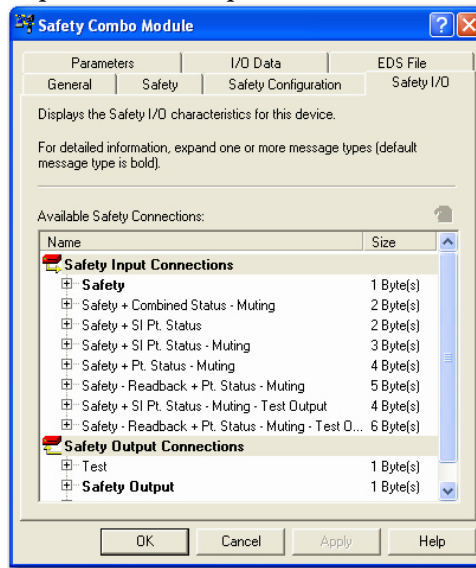 Safety Combo Module
Parameters I/O Data EDS File
General Safety Safety Configuration Safety I/O
Displays the Safety I/O characteristics for this device.
For detailed information, expand one or more message types (default
message type is bold).
Available Safety Connections:
Name Size
Safety Input Connections
Safety 1 Byte(s)
Safety + Combined Status - Muting 2 Byte(s)
Safety + SI Pt. Status 2 Byte(s)
Safety + SI Pt. Status - Muting 3 Byte(s)
Safety + Pt. Status - Muting 4 Byte(s)
Safety - Readback + Pt. Status - Muting 5 Byte(s)
Safety + SI Pt. Status - Muting - Test Output 4 Byte(s)
Safety - Readback + Pt. Status - Muting - Test O... 6 Byte(s)
Safety Output Connections
Test 1 Byte(s)
Safety Output 1 Byte(s)
OK Cancel Apply Help